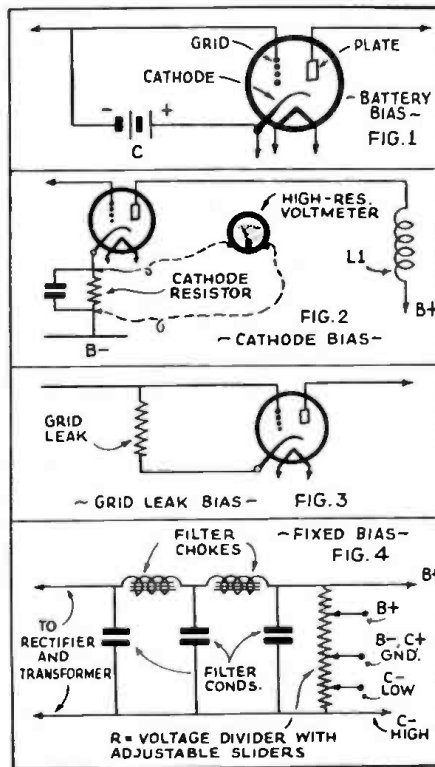 GRID
PLATE
CATHODE
~BATTERY
BIAS~
- +
C
FIG.1
HIGH-RES.
VOLTMETER
L1
CATHODE
RESISTOR
FIG.2
B+
B-
~CATHODE BIAS~
GRID
LEAK
~GRID LEAK BIAS~ FIG.3
~FIXED BIAS~
FIG.4
FILTER
CHOKES
B+
TO
RECTIFIER
AND
TRANSFORMER
FILTER
CONDS.
B+
B-, C+
GND.
C-
LOW
C-
HIGH
R= VOLTAGE DIVIDER WITH
ADJUSTABLE SLIDERS